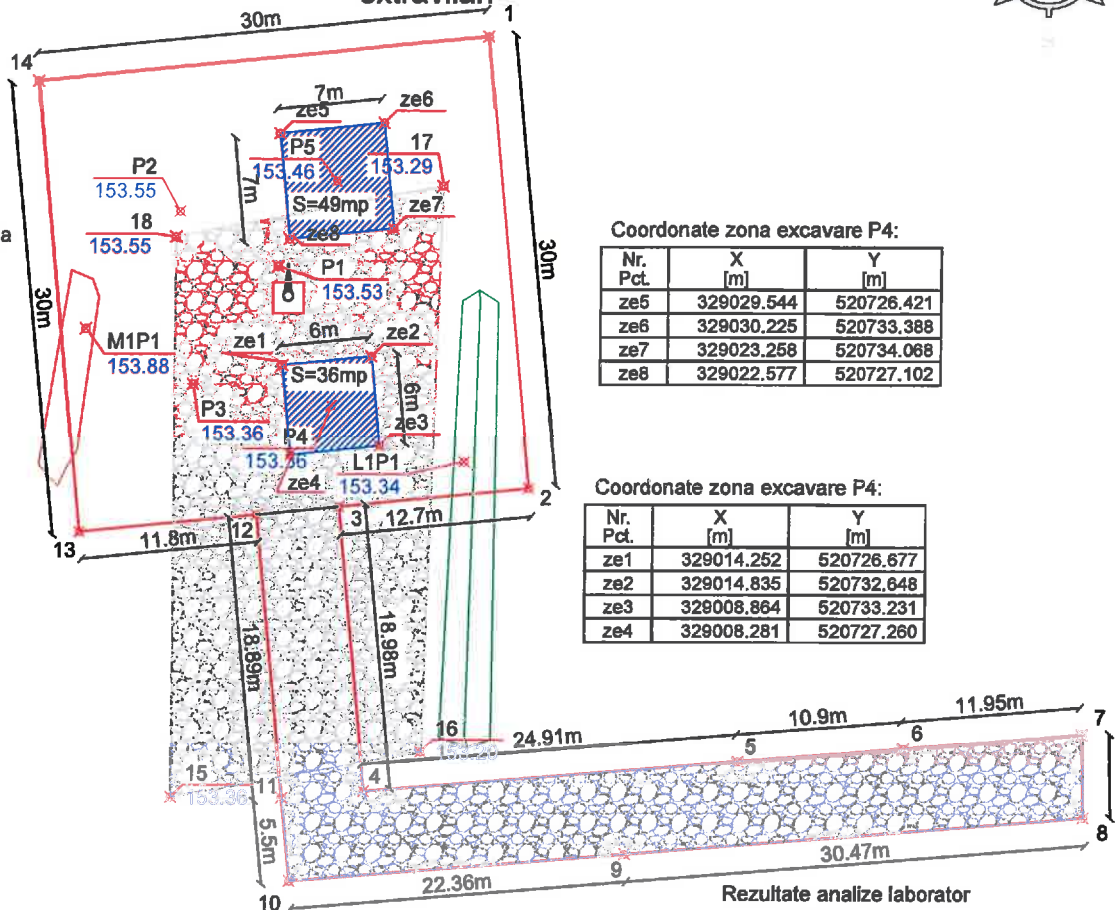 30m
1
14
7m
ze5
ze6
P5
153.46
17
153.29
P2
153.55
7m
S=49mp
18
153.55
ze7
ze8
a
P1
153.53
30m
30m
M1P1
153.88
ze1
6m
ze2
S=36mp
6m
P3
153.36
P4
153.36
ze3
L1P1
153.34
ze4
2
12
3
12.7m
13
11.8m
18.89m
18.98m
16
24.91m
10.9m
11.95m
7
5
6
15
153.36
11
4
5.5m
8
30.47m
9
22.36m
10
Coordonate zona excavare P4:
Nr. Pct. X [m] Y [m]
ze5 329029.544 520726.421
ze6 329030.225 520733.388
ze7 329023.258 520734.068
ze8 329022.577 520727.102
Coordonate zona excavare P4:
Nr. Pct. X [m] Y [m]
ze1 329014.252 520726.677
ze2 329014.835 520732.648
ze3 329008.864 520733.231
ze4 329008.281 520727.260
Rezultate analize laborator